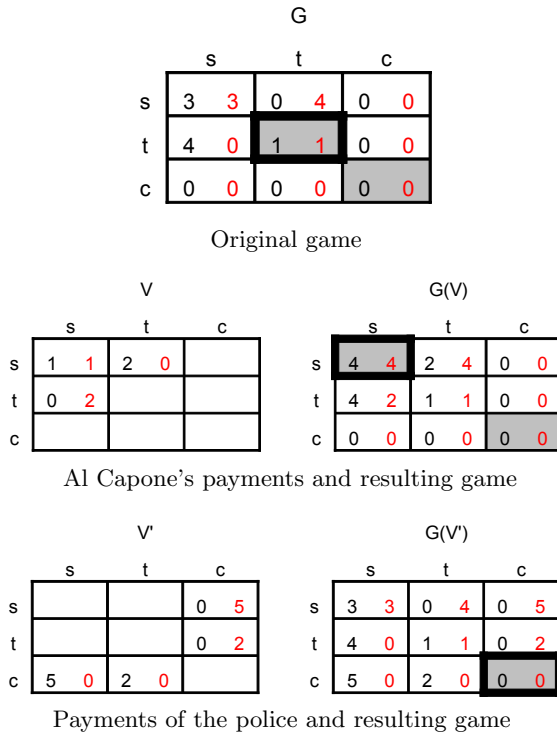 G
s t c
s 3 3 0 4 0 0
t 4 0 1 1 0 0
c 0 0 0 0 0 0
Original game
V G(V)
s t c s t c
s 1 1 2 0 s 4 4 2 4 0 0
t 0 2 t 4 2 1 1 0 0
c c 0 0 0 0 0 0
Al Capone's payments and resulting game
V' G(V')
s t c s t c
s 0 5 s 3 3 0 4 0 5
t 0 2 t 4 0 1 1 0 2
c 5 0 2 0 c 5 0 2 0 0 0
Payments of the police and resulting game